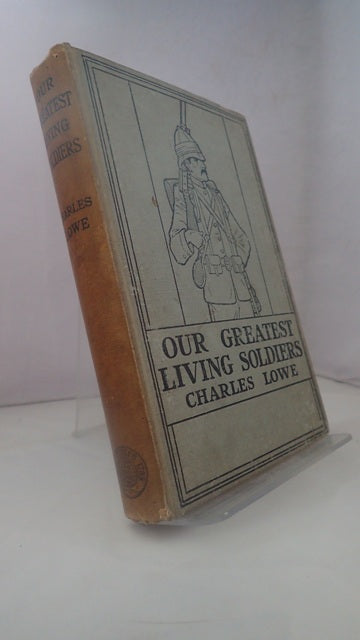 OUR
GREATEST
LIVING
SOLDIERS
CHARLES
LOWE
OUR GREATEST
LIVING SOLDIERS
CHARLES LOWE